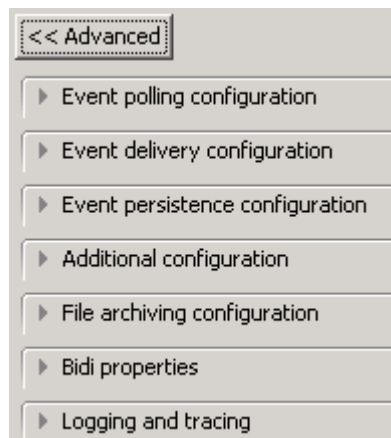 << Advanced
Event polling configuration
Event delivery configuration
Event persistence configuration
Additional configuration
File archiving configuration
Bidi properties
Logging and tracing